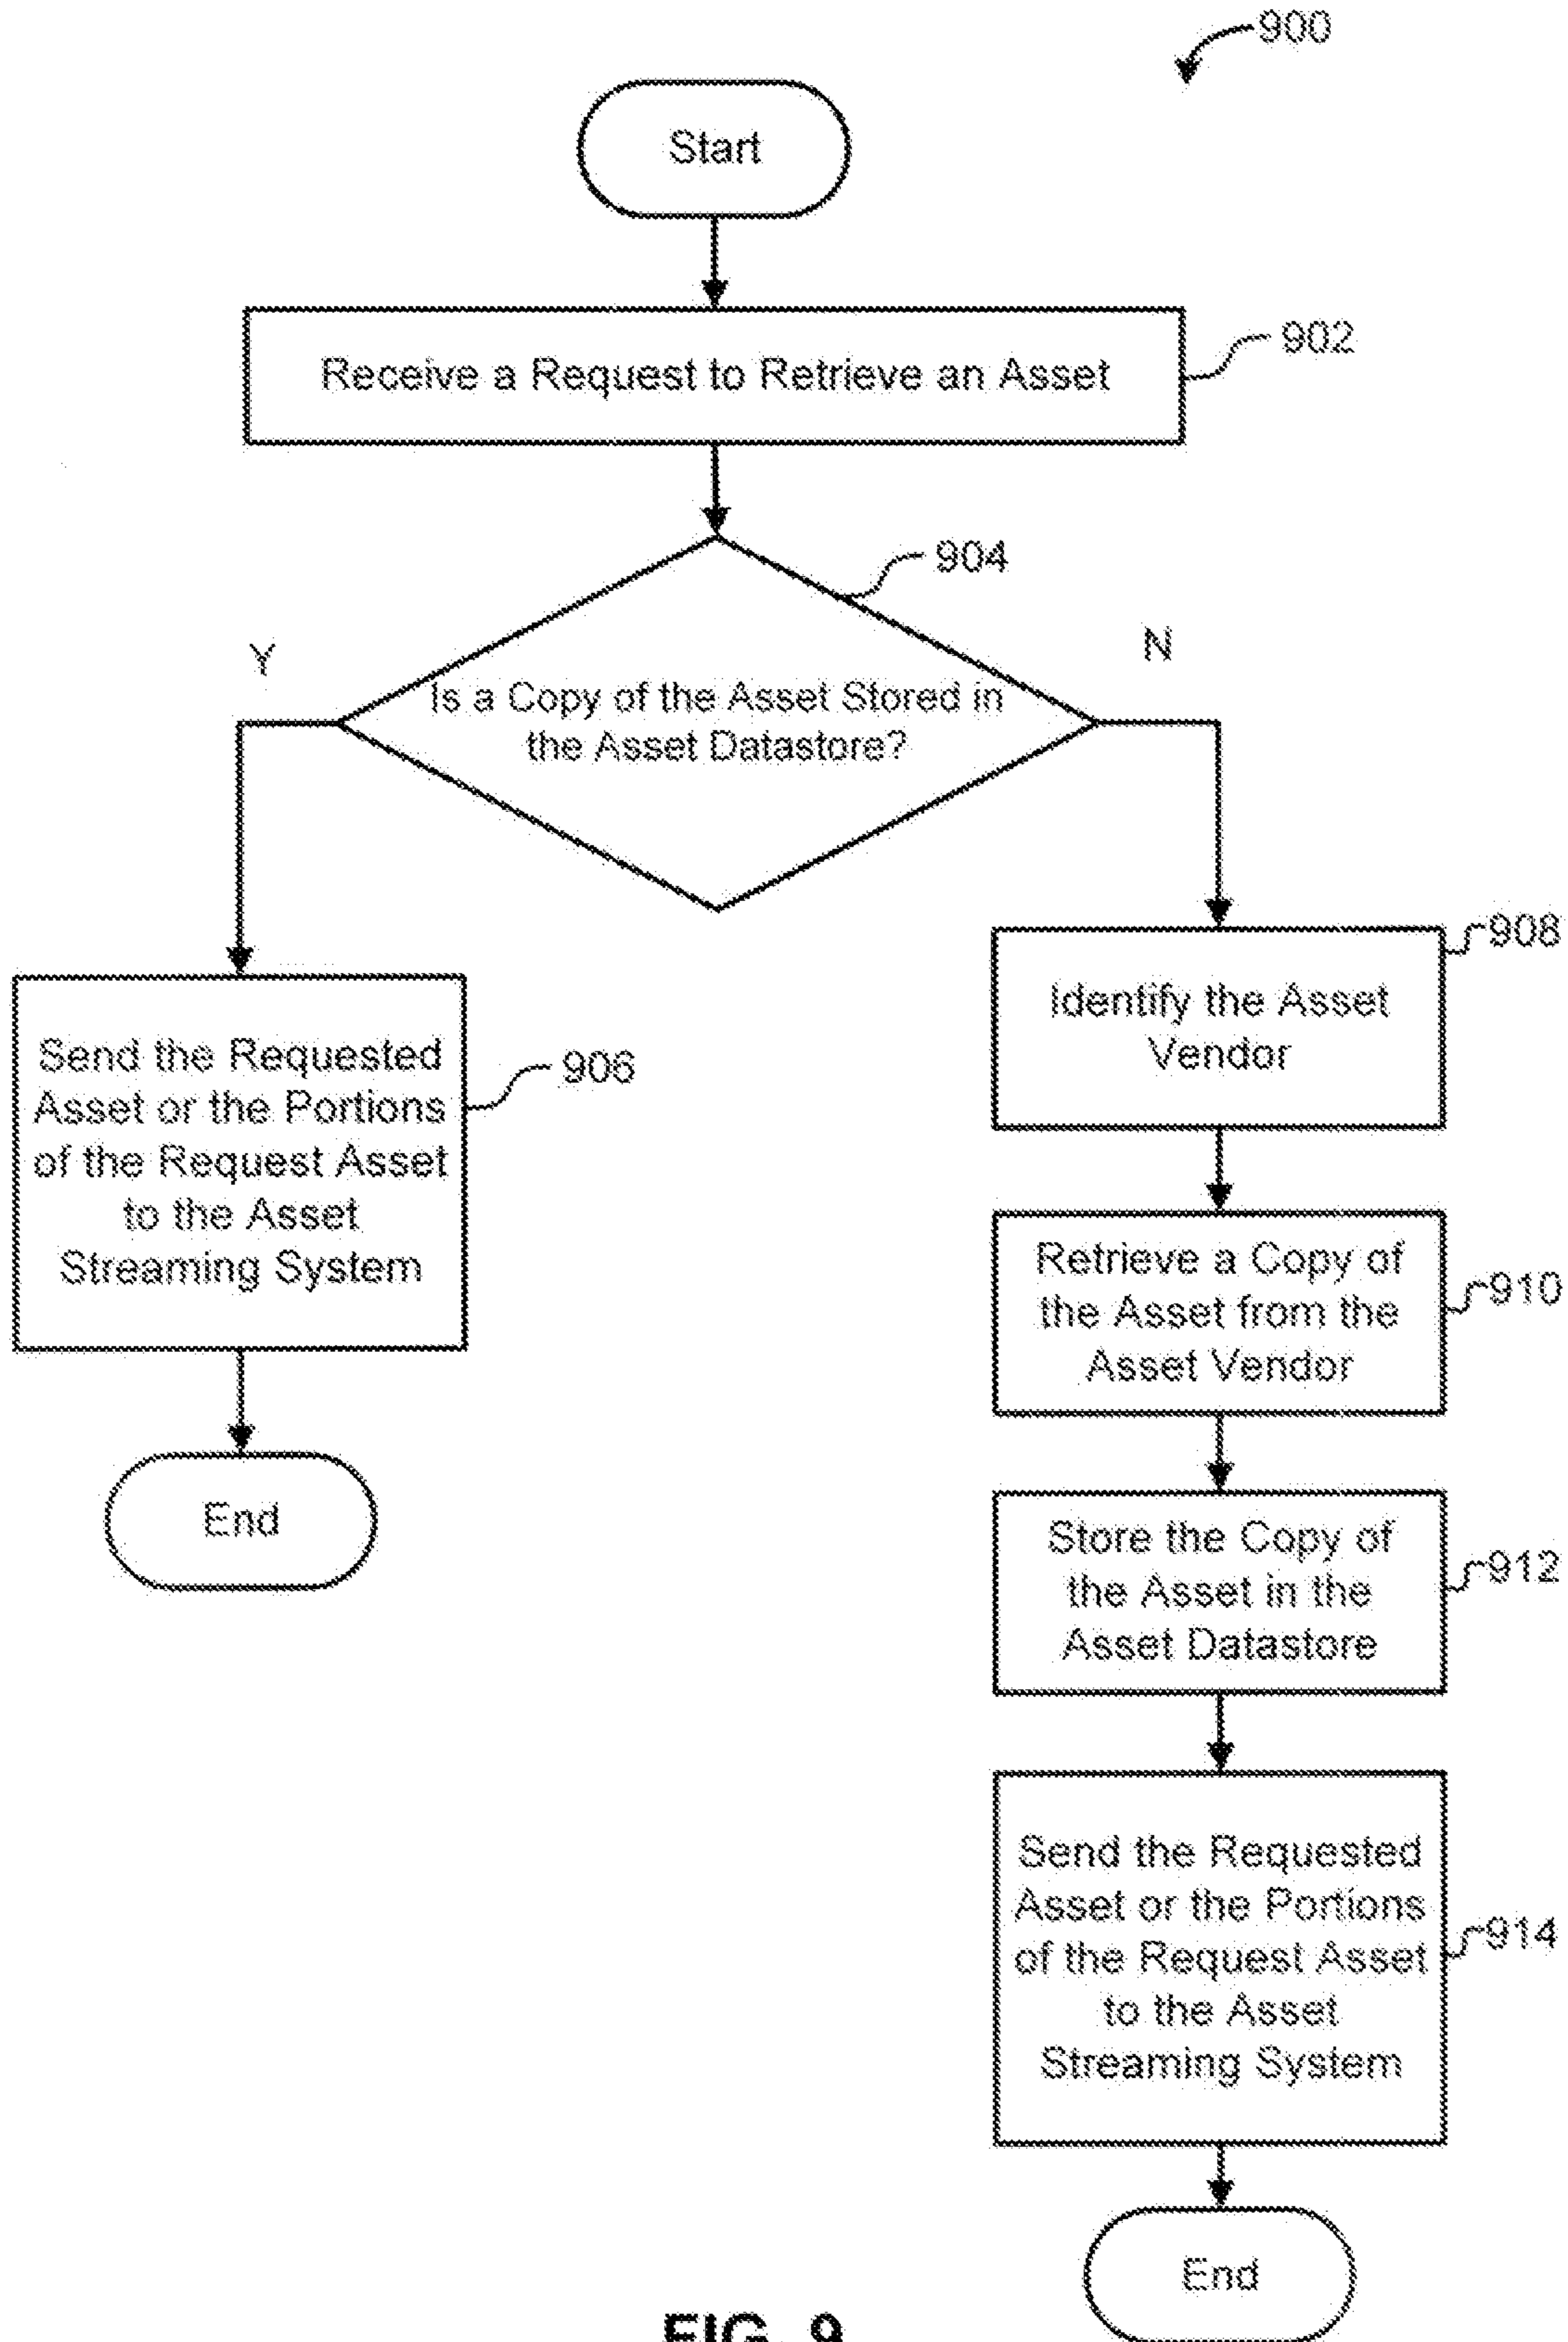 900
Start
Receive a Request to Retrieve an Asset
902
904
Y
N
Is a Copy of the Asset Stored in
the Asset Datastore?
Send the Requested
Asset or the Portions
of the Request Asset
to the Asset
Streaming System
906
End
Identify the Asset
Vendor
908
Retrieve a Copy of
the Asset from the
Asset Vendor
910
Store the Copy of
the Asset in the
Asset Datastore
912
Send the Requested
Asset or the Portions
of the Request Asset
to the Asset
Streaming System
914
End
FIG. 9